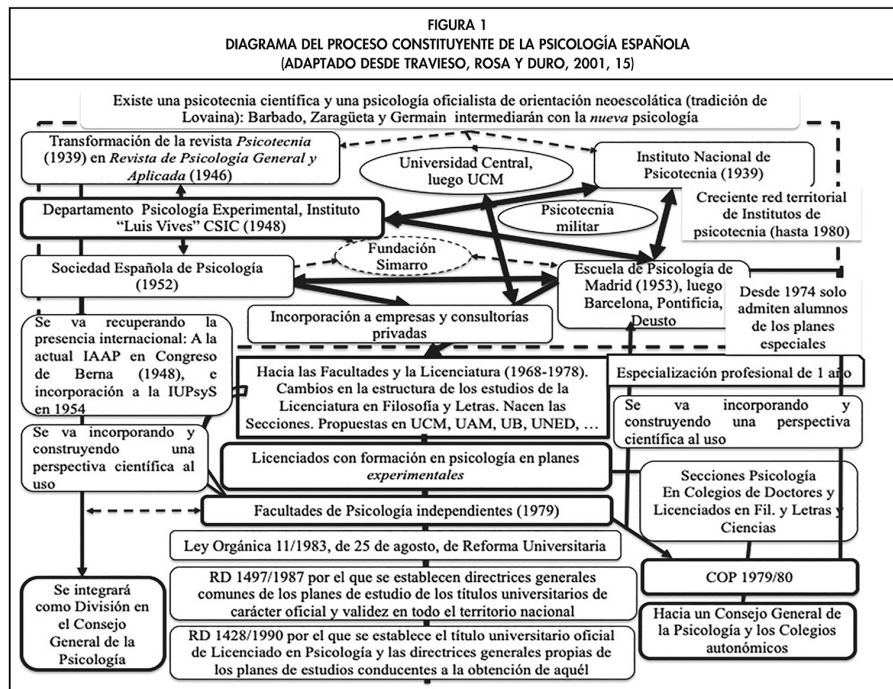 FIGURA 1
DIAGRAMA DEL PROCESO CONSTITUYENTE DE LA PSICOLOGÍA ESPAÑOLA
(ADAPTADO DESDE TRAVIESO, ROSA Y DURO, 2001, 15)
Existe una psicotecnia científica y una psicología oficialista de orientación neoescolática (tradición de
Lovaina): Barbado, Zaragüeta y Germain intermediarán con la nueva psicología
Transformación de la revista Psicotecnia
(1939) en Revista de Psicología General y
Aplicada (1946)
Universidad Central,
luego UCM
Instituto Nacional de
Psicotecnia (1939)
Creciente red territorial
de Institutos de
psicotecnia (hasta 1980)
Departamento Psicología Experimental, Instituto
“Luis Vives” CSIC (1948)
Psicotecnia
militar
Fundación
Simarro
Sociedad Española de Psicología
(1952)
Escuela de Psicología de
Madrid (1953), luego
Barcelona, Pontificia,
Deusto
Desde 1974 solo
admiten alumnos
de los planes
especiales
Incorporación a empresas y consultorías
privadas
Se va recuperando la
presencia internacional: A la
actual IAAP en Congreso
de Berna (1948), e
incorporación a la IUPsyS
en 1954
Hacia las Facultades y la Licenciatura (1968-1978).
Cambios en la estructura de los estudios de la
Licenciatura en Filosofía y Letras. Nacen las
Secciones. Propuestas en UCM, UAM, UB, UNED, …
Especialización profesional de 1 año
Se va incorporando y
construyendo una perspectiva
científica al uso
Se va incorporando y
construyendo una
perspectiva científica al
uso
Licenciados con formación en psicología en planes
experimentales
Secciones Psicología
En Colegios de Doctores y
Licenciados en Fil. y Letras y
Ciencias
Facultades de Psicología independientes (1979)
Ley Orgánica 11/1983, de 25 de agosto, de Reforma Universitaria
RD 1497/1987 por el que se establecen directrices generales
comunes de los planes de estudio de los títulos universitarios de
carácter oficial y validez en todo el territorio nacional
COP 1979/80
Se integrará
como División en
el Consejo
General de la
Psicología
Hacia un Consejo General de
la Psicología y los Colegios
autonómicos
RD 1428/1990 por el que se establece el título universitario oficial
de Licenciado en Psicología y las directrices generales propias de
los planes de estudios conducentes a la obtención de aquél